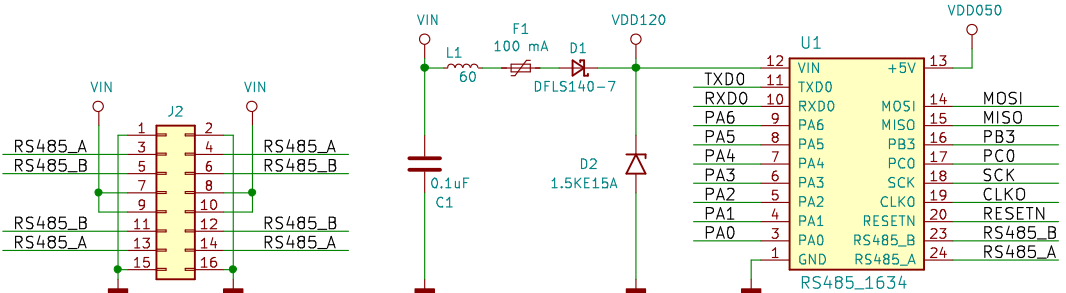 VIN VIN
J2
1 2
RS485_A 3 4 RS485_A
RS485_B 5 6 RS485_B
7 8
9 10
RS485_B 11 12 RS485_B
RS485_A 13 14 RS485_A
15 16
VIN
L1
60
F1
100 mA
D1
DFLS140-7
VDD120
0.1uF
C1
D2
1.5KE15A
VDD050
U1
12 VIN +5V 13
TXD0 11 TXD0
RXD0 10 RXD0 MOSI 14 MOSI
PA6 9 PA6 MISO 15 MISO
PA5 8 PA5 PB3 16 PB3
PA4 7 PA4 PC0 17 PC0
PA3 6 PA3 SCK 18 SCK
PA2 5 PA2 CLKO 19 CLKO
PA1 4 PA1 RESETN 20 RESETN
PA0 3 PA0 RS485_B 23 RS485_B
1 GND RS485_A 24 RS485_A
RS485_1634